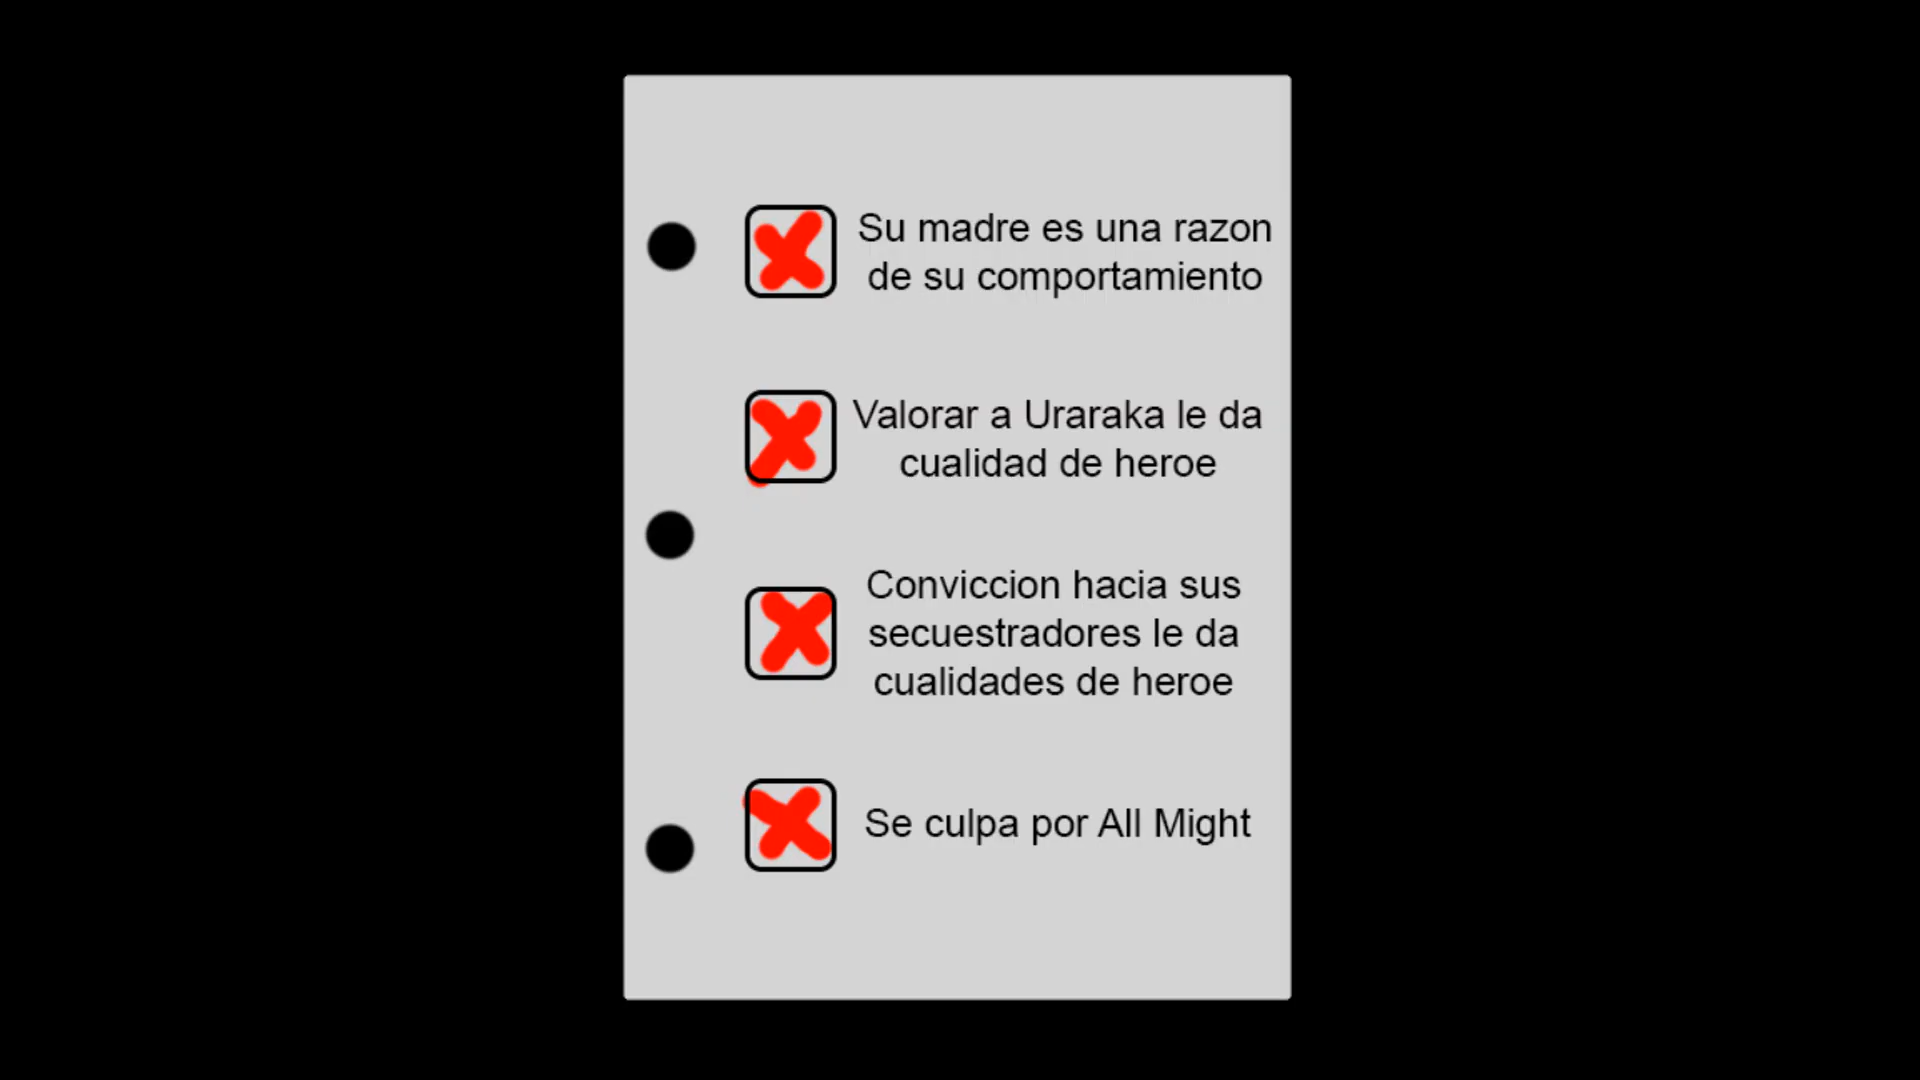 Su madre es una razon
de su comportamiento
Valorar a Uraraka le da
cualidad de heroe
Conviccion hacia sus
secuestradores le da
cualidades de heroe
Se culpa por All Might